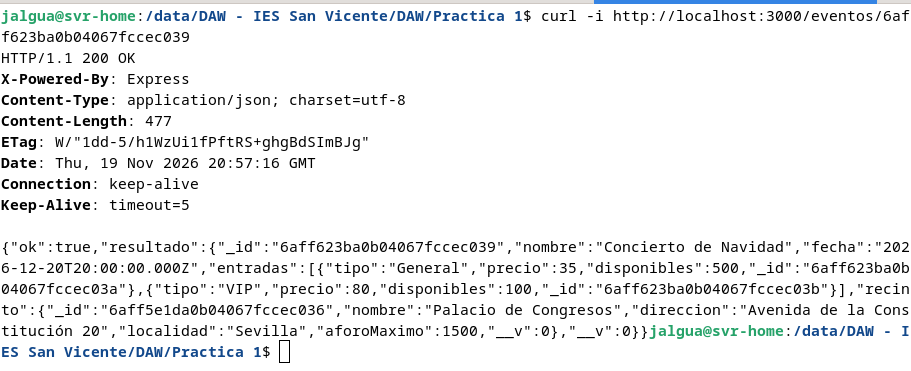 jalgua@svr-home:/data/DAW - IES San Vicente/DAW/Practica 1$ curl -i http://localhost:3000/eventos/6af
f623ba0b04067fccec039
HTTP/1.1 200 OK
X-Powered-By: Express
Content-Type: application/json; charset=utf-8
Content-Length: 477
ETag: W/"1dd-5/h1WzUi1fPftRS+ghgBdSImBJg"
Date: Thu, 19 Nov 2026 20:57:16 GMT
Connection: keep-alive
Keep-Alive: timeout=5

{"ok":true,"resultado":{"_id":"6aff623ba0b04067fccec039","nombre":"Concierto de Navidad","fecha":"202
6-12-20T20:00:00.000Z","entradas":[{"tipo":"General","precio":35,"disponibles":500,"_id":"6aff623ba0b
04067fccec03a"},{"tipo":"VIP","precio":80,"disponibles":100,"_id":"6aff623ba0b04067fccec03b"}],"recin
to":{"_id":"6aff5e1da0b04067fccec036","nombre":"Palacio de Congresos","direccion":"Avenida de la Cons
titución 20","localidad":"Sevilla","aforoMaximo":1500,"__v":0},"__v":0}}jalgua@svr-home:/data/DAW - I
ES San Vicente/DAW/Practica 1$